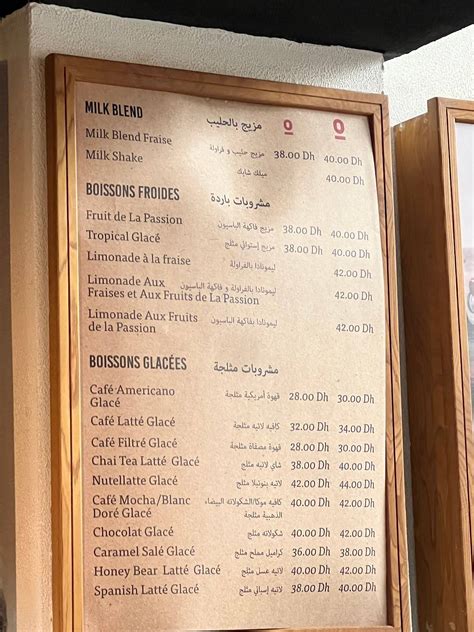 MILK BLEND مزيج بالحليب
Milk Blend Fraise مزيج حليب و فراولة 38.00 Dh 40.00 Dh
Milk Shake ميلك شايك 40.00 Dh
BOISSONS FROIDES مشروبات باردة
Fruit de La Passion مزيج فاكهة الباسيون 38.00 Dh 40.00 Dh
Tropical Glacé مزيج إستوائي مثلج 38.00 Dh 40.00 Dh
Limonade à la fraise ليمونادا بالفراولة 42.00 Dh
Limonade Aux ليمونادا بالفراولة و فاكهة الباسيون
Fraises et Aux Fruits de La Passion 42.00 Dh
Limonade Aux Fruits ليمونادا بفاكهة الباسيون 42.00 Dh
de la Passion
BOISSONS GLACÉES مشروبات مثلجة
Café Americano قهوة أمريكية مثلجة 28.00 Dh 30.00 Dh
Glacé
Café Latté Glacé كافيه لاتيه مثلج 32.00 Dh 34.00 Dh
Café Filtré Glacé قهوة مصفاة مثلج 28.00 Dh 30.00 Dh
Chai Tea Latté Glacé شاي لاتيه مثلج 38.00 Dh 40.00 Dh
Nutellatte Glacé لاتيه بنوتيلا مثلج 42.00 Dh 44.00 Dh
Café Mocha/Blanc كافيه موكا/الشكولاته البيضاء 40.00 Dh 42.00 Dh
Doré Glacé الذهبية مثلج
Chocolat Glacé شكولاته مثلج 40.00 Dh 42.00 Dh
Caramel Salé Glacé كراميل مملح مثلج 36.00 Dh 38.00 Dh
Honey Bear Latté Glacé لاتيه عسل مثلج 40.00 Dh 42.00 Dh
Spanish Latté Glacé لاتيه إسباني مثلج 38.00 Dh 40.00 Dh